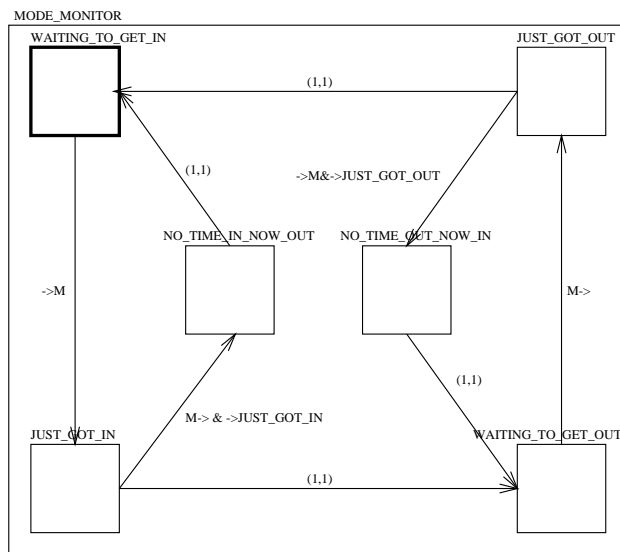 MODE_MONITOR
WAITING_TO_GET_IN
JUST_GOT_OUT
(1,1)
(1,1)
->M&->JUST_GOT_OUT
NO_TIME_IN_NOW_OUT
NO_TIME_OUT_NOW_IN
->M
M->
(1,1)
M-> & ->JUST_GOT_IN
JUST_GOT_IN
WAITING_TO_GET_OUT
(1,1)